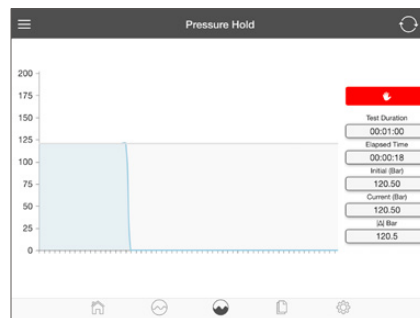 Pressure Hold
200
175
150
125
100
75
50
25
0
Test Duration
00:01:00
Elapsed Time
00:00:18
Initial (Bar)
120.50
Current (Bar)
120.50
|Δ| Bar
120.5